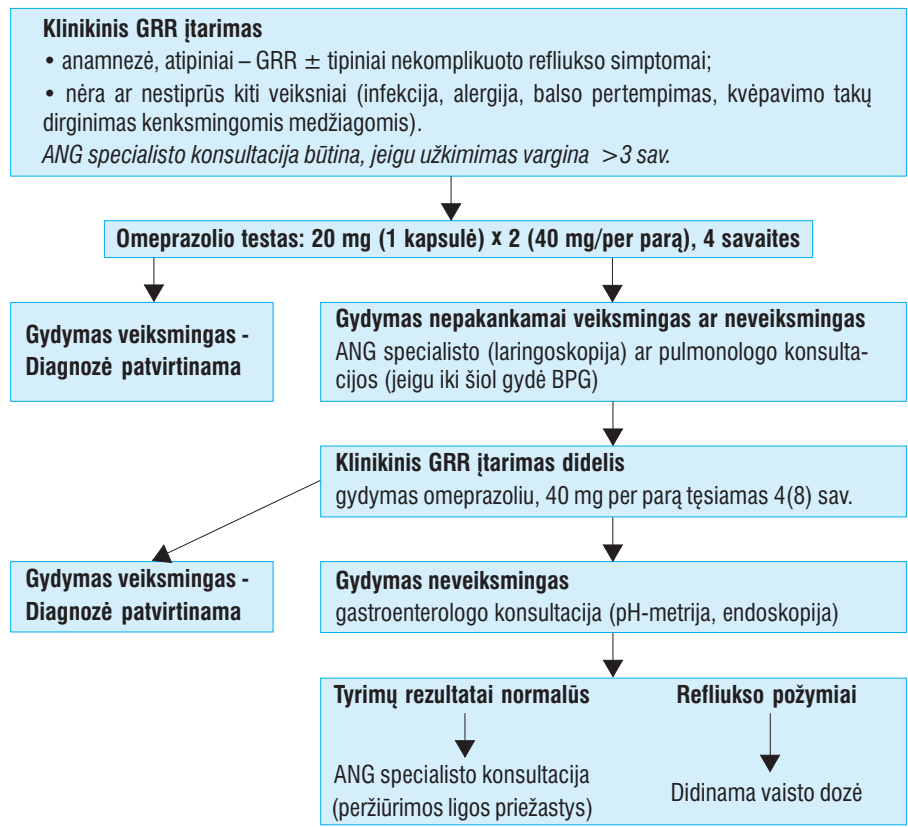 Klinikinis GRR įtarimas
• anamnezė, atipiniai – GRR ± tipiniai nekomplikuoto refliukso simptomai;
• nėra ar nestiprūs kiti veiksniai (infekcija, alergija, balso pertempimas, kvėpavimo takų
dirginimas kenksmingomis medžiagomis).
ANG specialisto konsultacija būtina, jeigu užkimimas vargina >3 sav.
Omeprazolio testas: 20 mg (1 kapsulė) x 2 (40 mg/per parą), 4 savaites
Gydymas veiksmingas -
Diagnozė patvirtinama
Gydymas nepakankamai veiksmingas ar neveiksmingas
ANG specialisto (laringoskopija) ar pulmonologo konsulta-
cijos (jeigu iki šiol gydė BPG)
Klinikinis GRR įtarimas didelis
gydymas omeprazoliu, 40 mg per parą tęsiamas 4(8) sav.
Gydymas veiksmingas -
Diagnozė patvirtinama
Gydymas neveiksmingas
gastroenterologo konsultacija (pH-metrija, endoskopija)
Tyrimų rezultatai normalūs
ANG specialisto konsultacija
(peržiūrimos ligos priežastys)
Refliukso požymiai
Didinama vaisto dozė